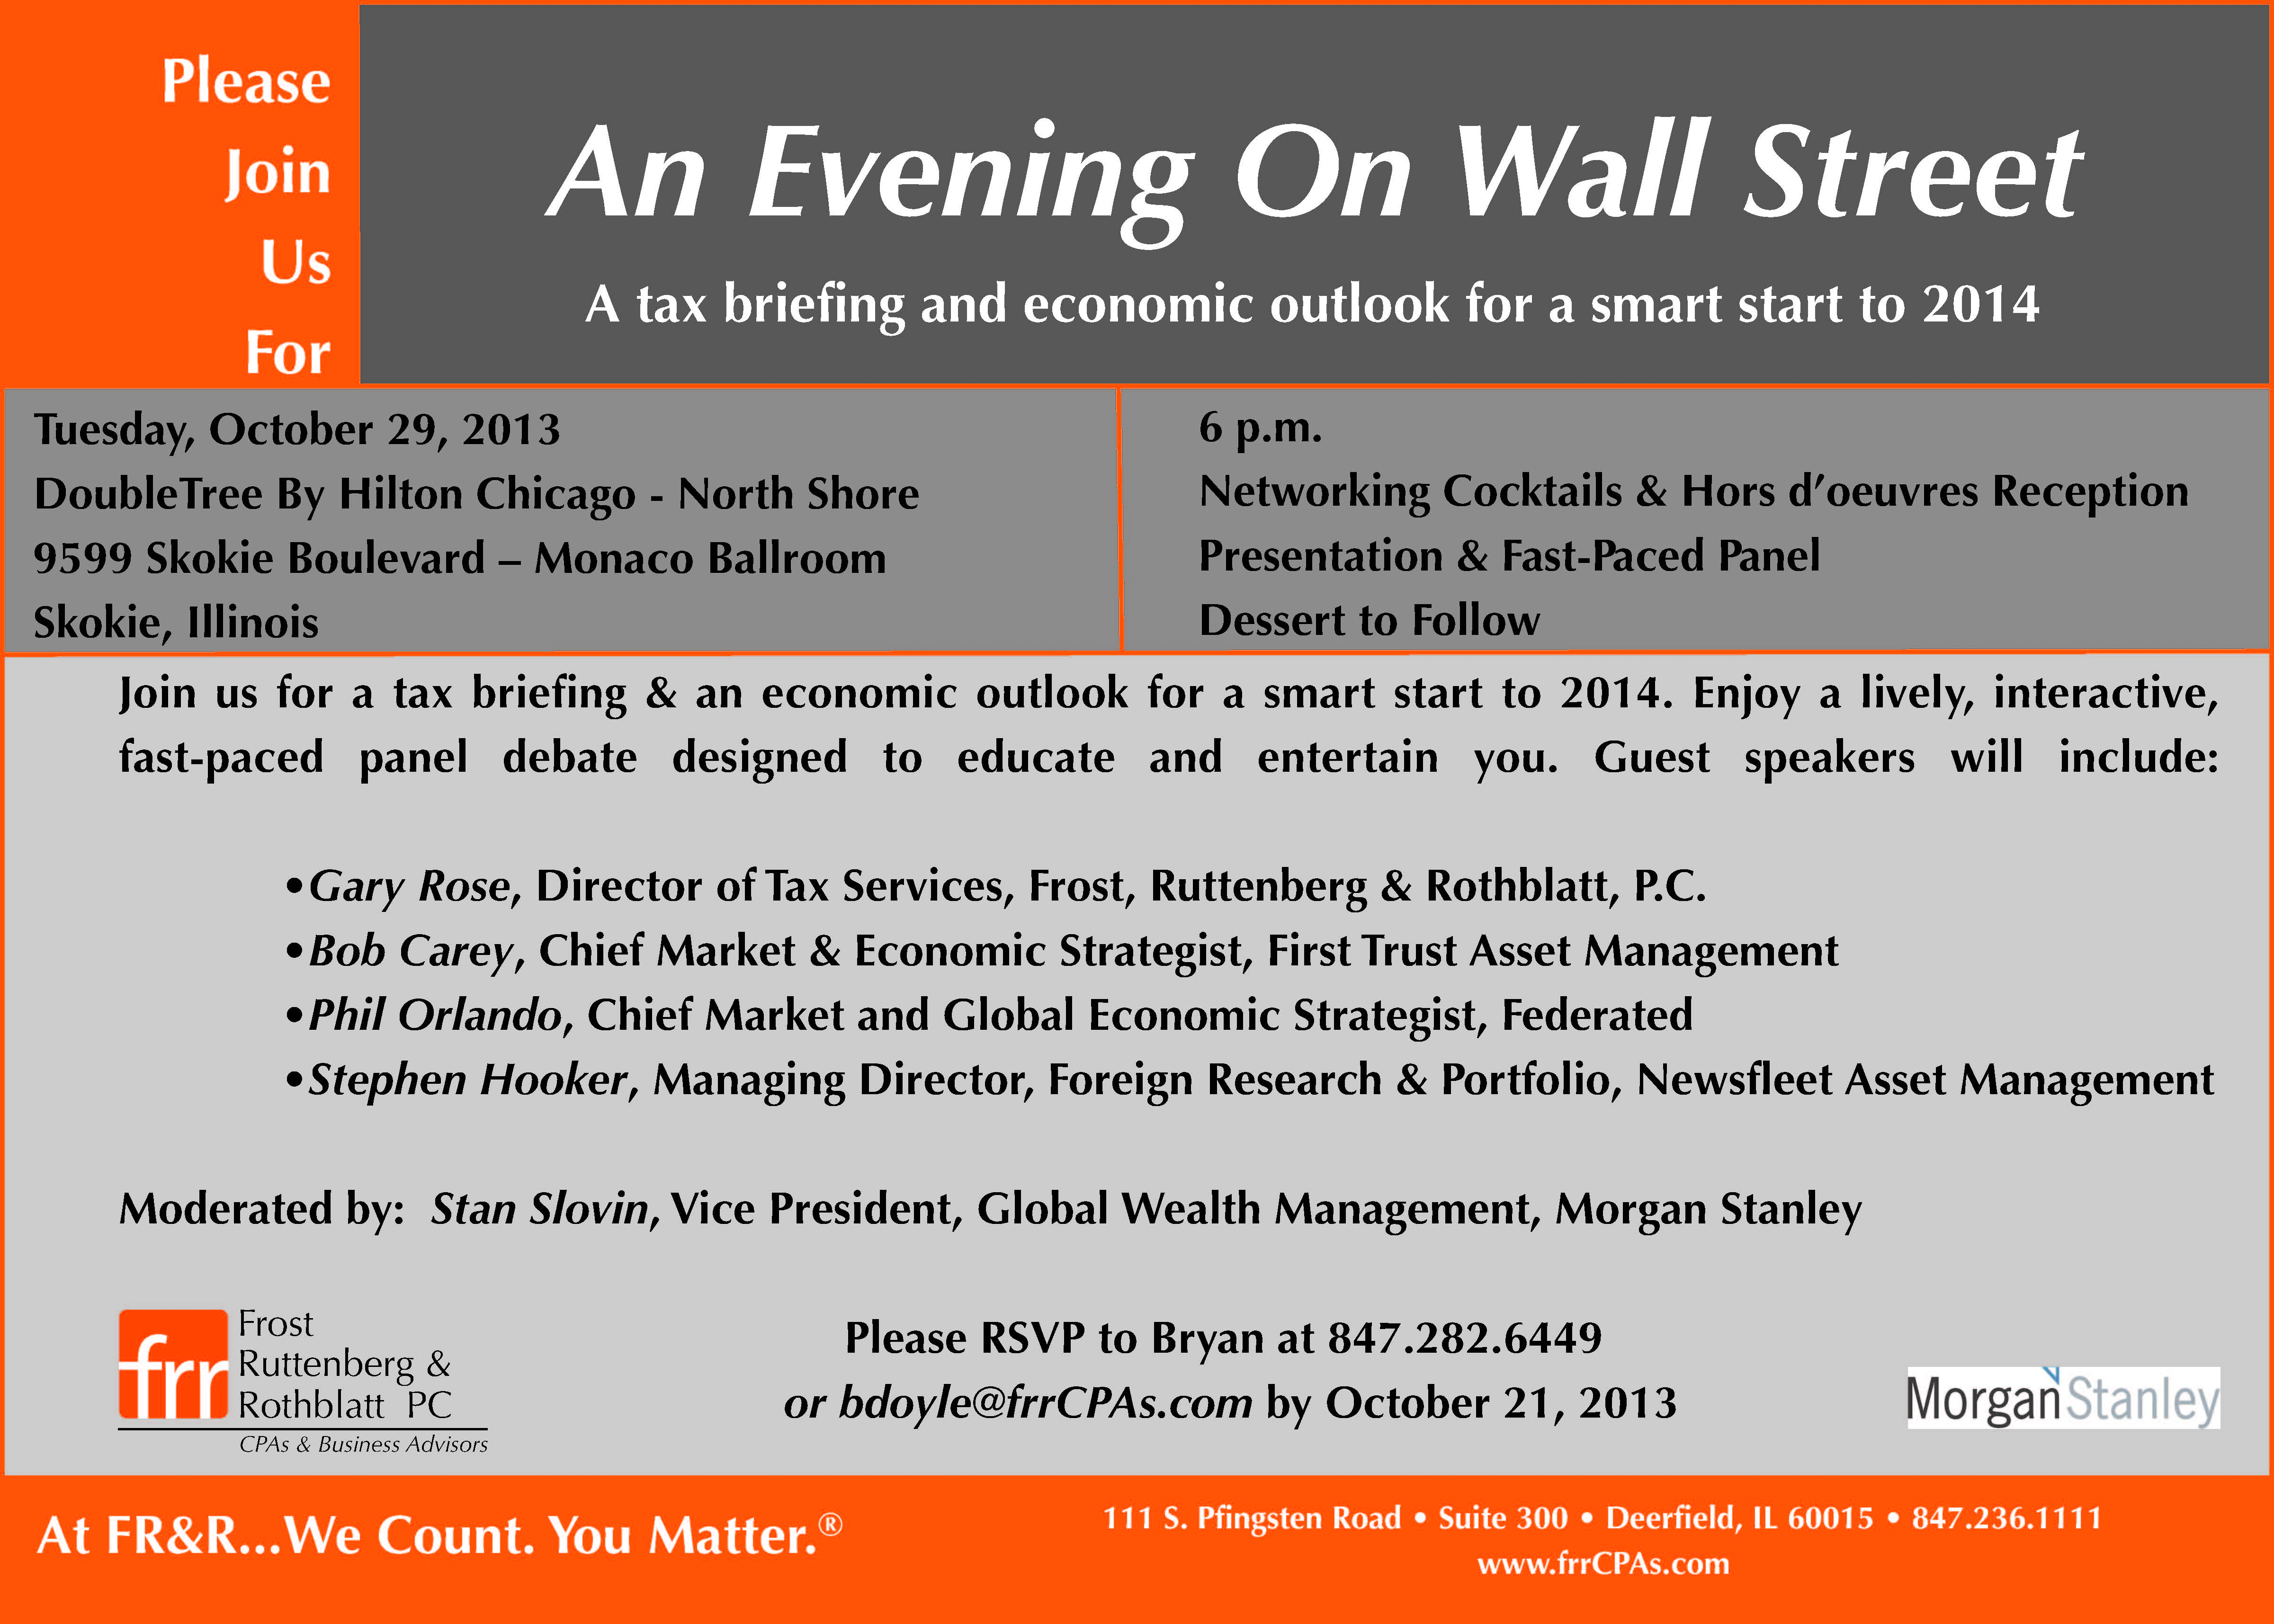 Please
Join
Us
For
An Evening On Wall Street
A tax briefing and economic outlook for a smart start to 2014
Tuesday, October 29, 2013
DoubleTree By Hilton Chicago - North Shore
9599 Skokie Boulevard – Monaco Ballroom
Skokie, Illinois
6 p.m.
Networking Cocktails & Hors d’oeuvres Reception
Presentation & Fast-Paced Panel
Dessert to Follow
Join us for a tax briefing & an economic outlook for a smart start to 2014. Enjoy a lively, interactive,
fast-paced panel debate designed to educate and entertain you. Guest speakers will include:
•Gary Rose, Director of Tax Services, Frost, Ruttenberg & Rothblatt, P.C.
•Bob Carey, Chief Market & Economic Strategist, First Trust Asset Management
•Phil Orlando, Chief Market and Global Economic Strategist, Federated
•Stephen Hooker, Managing Director, Foreign Research & Portfolio, Newsfleet Asset Management
Moderated by: Stan Slovin, Vice President, Global Wealth Management, Morgan Stanley
frr
Frost
Ruttenberg &
Rothblatt PC
CPAs & Business Advisors
Please RSVP to Bryan at 847.282.6449
or bdoyle@frrCPAs.com by October 21, 2013
Morgan Stanley
At FR&R...We Count. You Matter.®
111 S. Pfingsten Road • Suite 300 • Deerfield, IL 60015 • 847.236.1111
www.frrCPAs.com